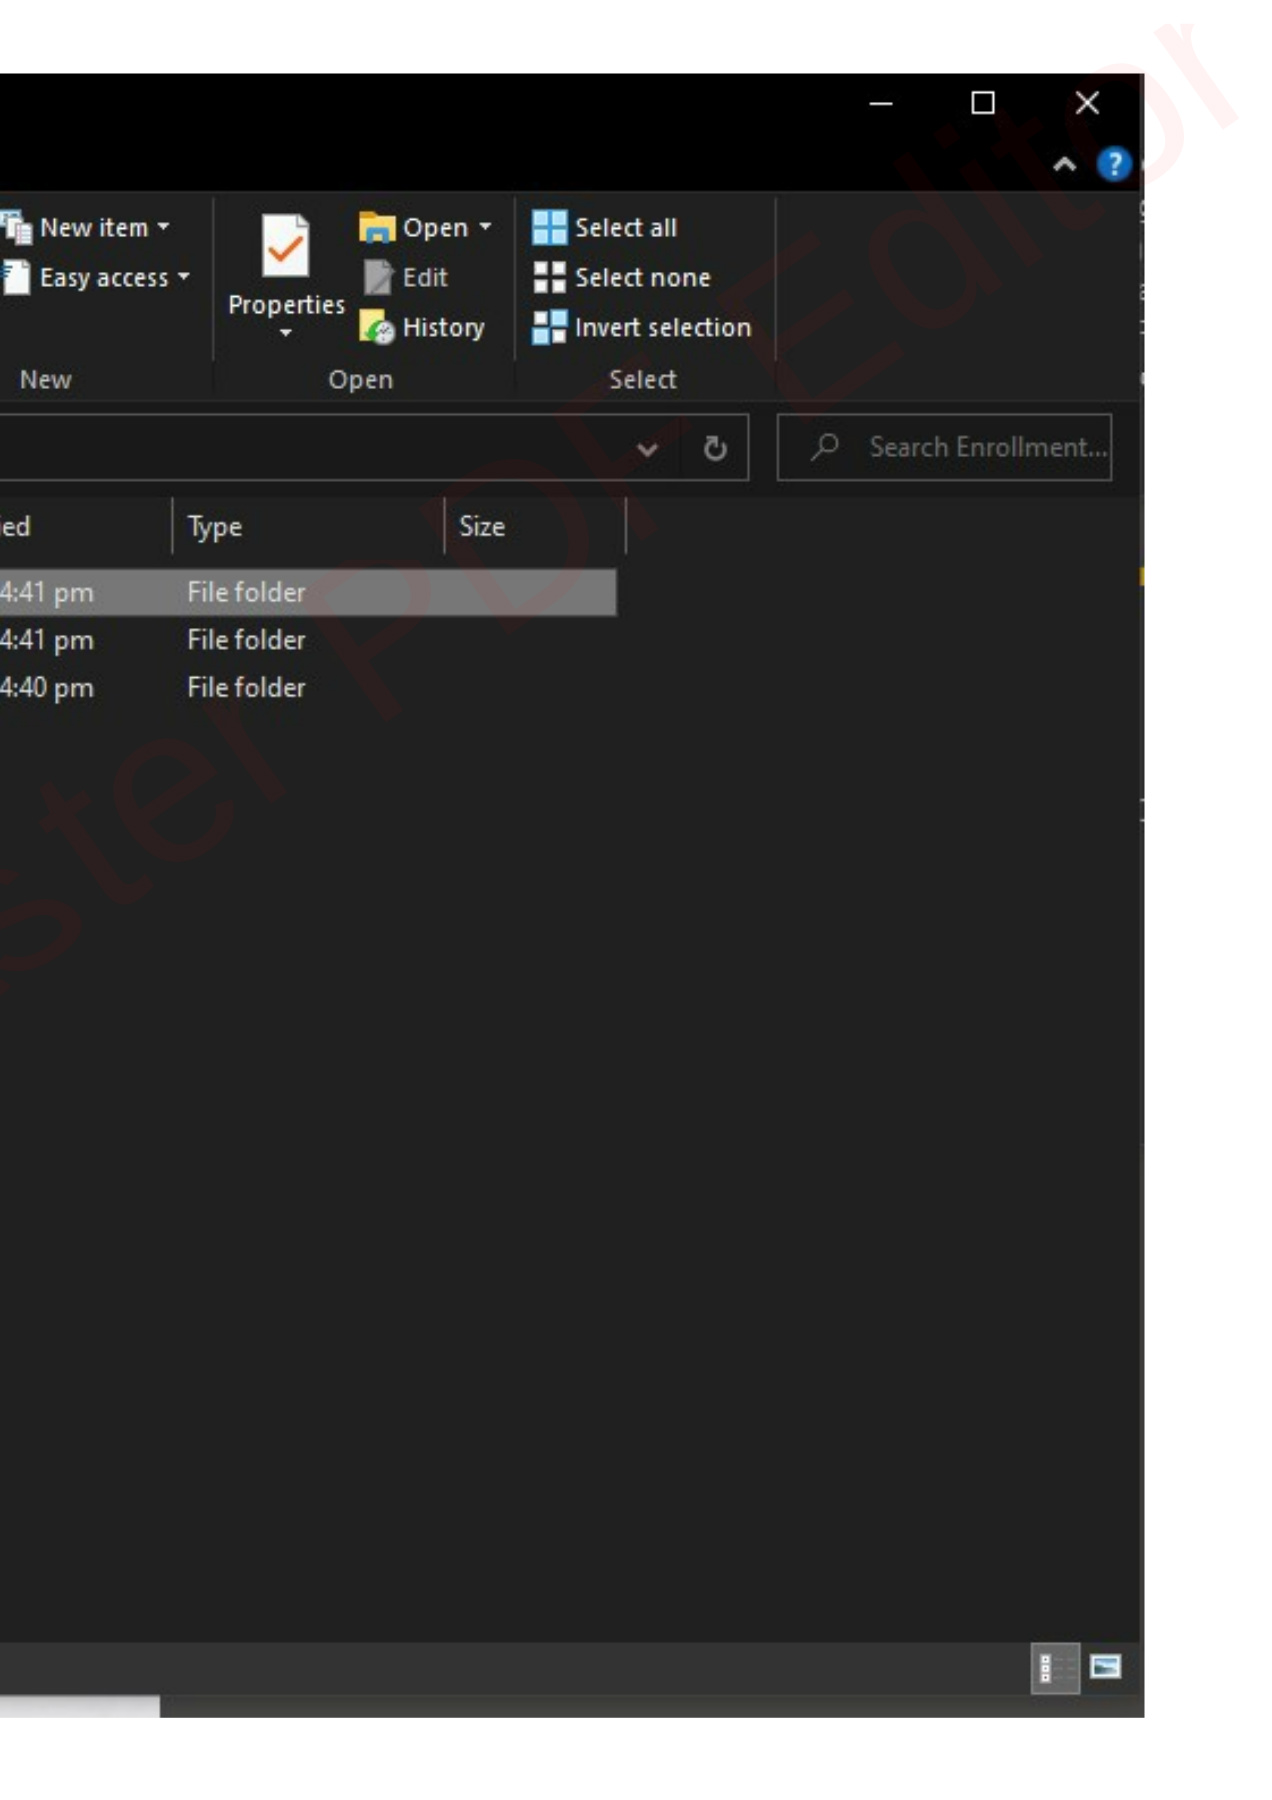 New item
Easy access
Properties
Open
Edit
History
Select all
Select none
Invert selection
New
Open
Select
Search Enrollment...
ied
Type
Size
4:41 pm
File folder
4:41 pm
File folder
4:40 pm
File folder
ster PDF Editor